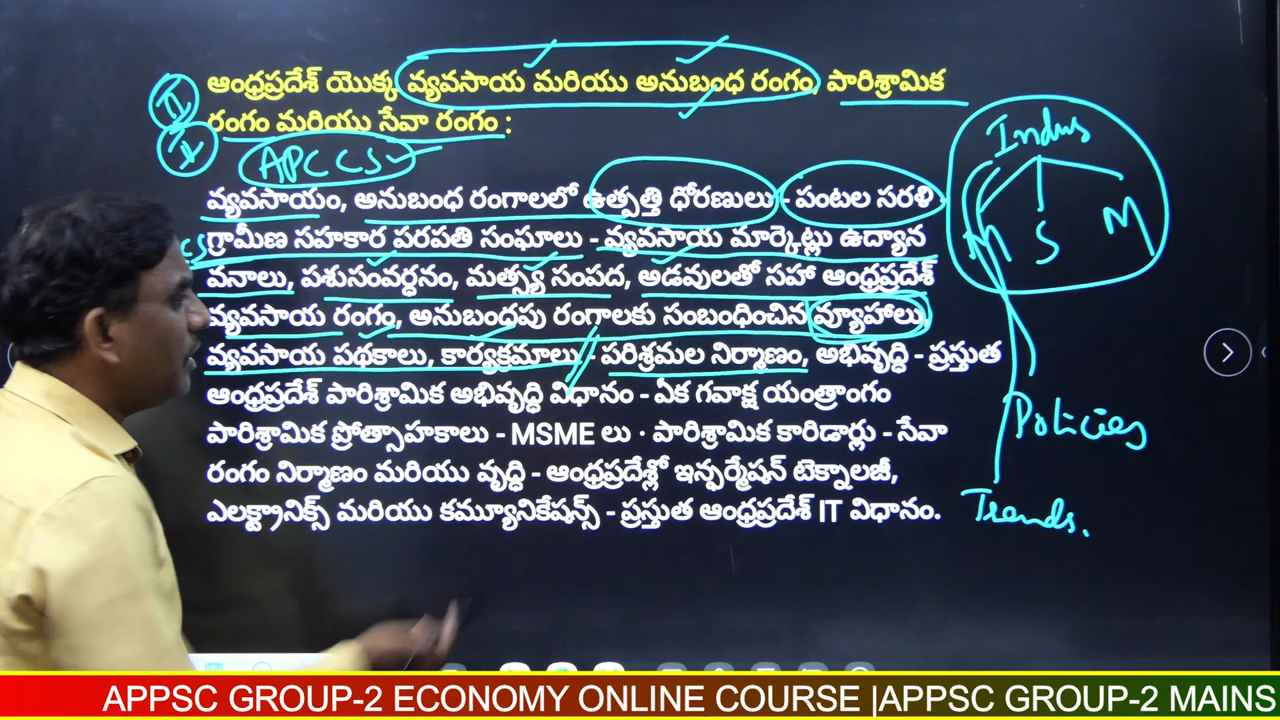 II ఆంధ్రప్రదేశ్ యొక్క వ్యవసాయ మరియు అనుబంధ రంగం, పారిశ్రామిక
రంగం మరియు సేవా రంగం :
APCCS
వ్యవసాయం, అనుబంధ రంగాలలో ఉత్పత్తి ధోరణులు - పంటల సరళి
గ్రామీణ సహకార పరపతి సంఘాలు - వ్యవసాయ మార్కెట్లు ఉద్యాన
వనాలు, పశుసంవర్ధనం, మత్స్య సంపద, అడవులతో సహా ఆంధ్రప్రదేశ్
వ్యవసాయ రంగం, అనుబంధపు రంగాలకు సంబంధించిన వ్యూహాలు
వ్యవసాయ పథకాలు, కార్యక్రమాలు - పరిశ్రమల నిర్మాణం, అభివృద్ధి - ప్రస్తుత
ఆంధ్రప్రదేశ్ పారిశ్రామిక అభివృద్ధి విధానం - ఏక గవాక్ష యంత్రాంగం
పారిశ్రామిక ప్రోత్సాహకాలు - MSME లు · పారిశ్రామిక కారిడార్లు - సేవా
రంగం నిర్మాణం మరియు వృద్ధి - ఆంధ్రప్రదేశ్లో ఇన్ఫర్మేషన్ టెక్నాలజీ,
ఎలక్ట్రానిక్స్ మరియు కమ్యూనికేషన్స్ - ప్రస్తుత ఆంధ్రప్రదేశ్ IT విధానం.
Indus
M S M
Policies
Trends.
APPSC GROUP-2 ECONOMY ONLINE COURSE |APPSC GROUP-2 MAINS